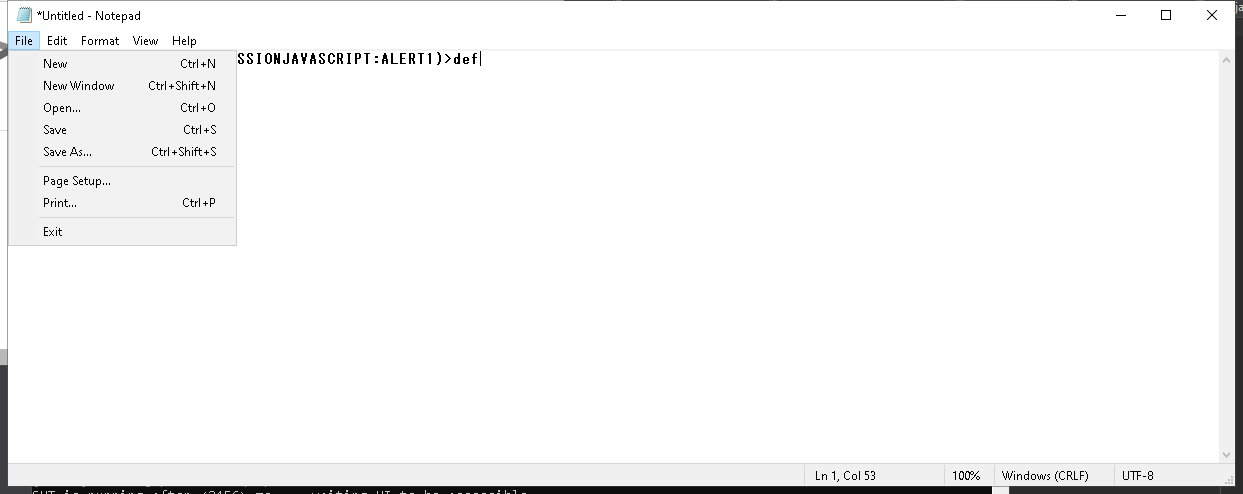 *Untitled - Notepad
File Edit Format View Help
SSIONJAVASCRIPT:ALERT1)>def
New Ctrl+N
New Window Ctrl+Shift+N
Open... Ctrl+O
Save Ctrl+S
Save As... Ctrl+Shift+S
Page Setup...
Print... Ctrl+P
Exit
Ln 1, Col 53 100% Windows (CRLF) UTF-8